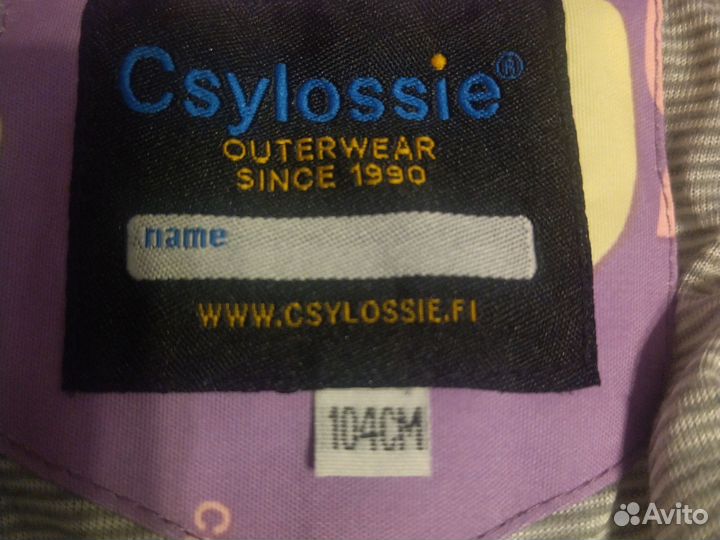 Csylossie®
OUTERWEAR
SINCE 1990
name
WWW.CSYLOSSIE.FI
104CM
C
Avito